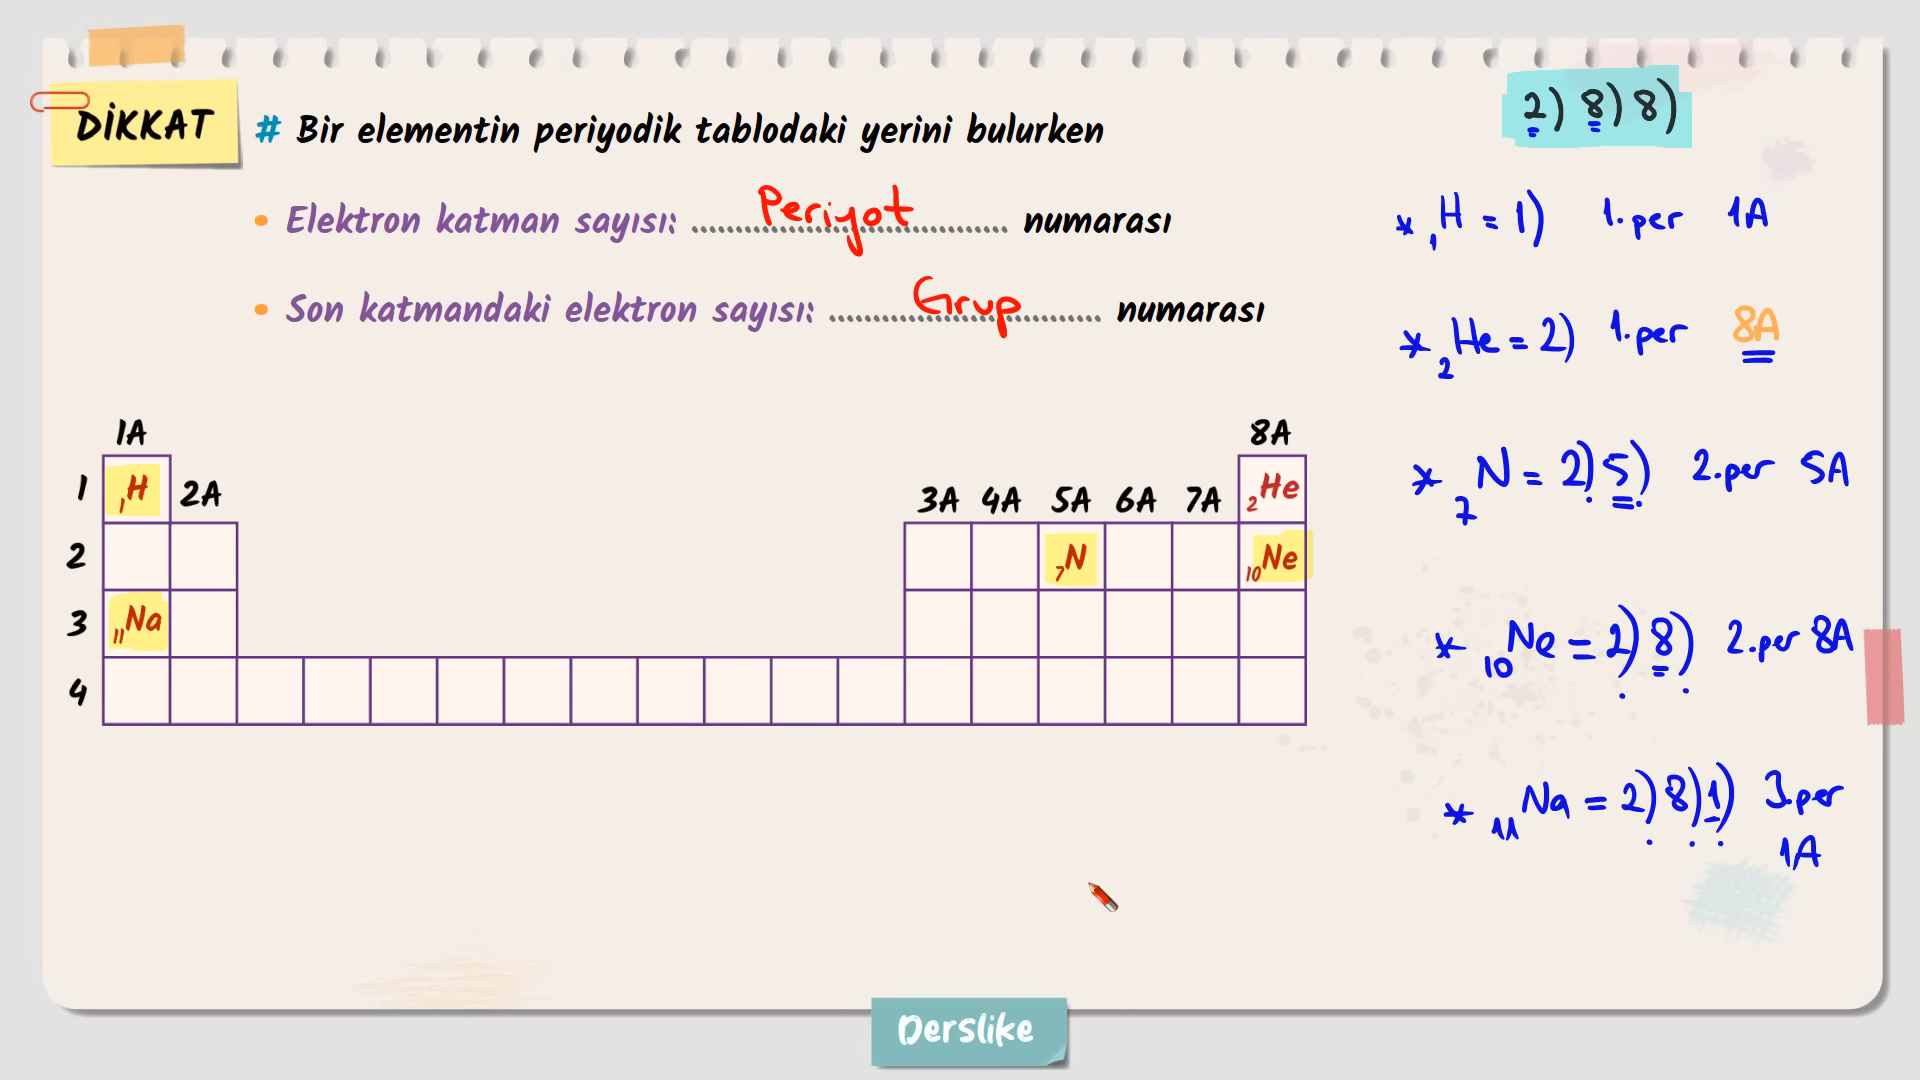 DİKKAT
# Bir elementin periyodik tablodaki yerini bulurken
2) 8) 8)
• Elektron katman sayısı: Periyot numarası
• Son katmandaki elektron sayısı: Grup numarası
* 1H = 1) 1.per 1A
* 2He = 2) 1.per 8A
* 7N = 2) 5) 2.per 5A
* 10Ne = 2) 8) 2.per 8A
* 11Na = 2) 8) 1) 3.per
1A
1A 8A
1 1H 2A 3A 4A 5A 6A 7A 2He
2 7N 10Ne
3 11Na
4
Derslike